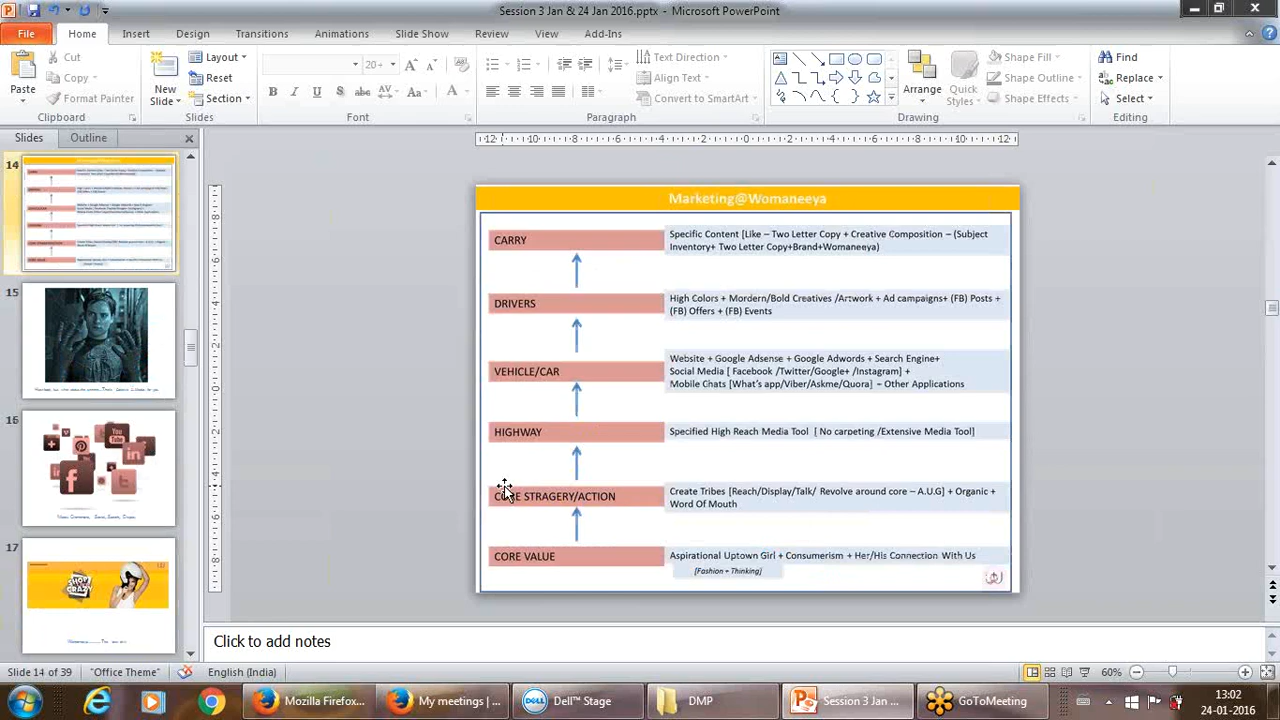 Session 3 Jan & 24 Jan 2016.pptx - Microsoft PowerPoint
File Home Insert Design Transitions Animations Slide Show Review View Add-Ins
Paste
Cut
Copy
Format Painter
Clipboard
New
Slide
Layout
Reset
Section
Slides
20
Font
Text Direction
Align Text
Convert to SmartArt
Paragraph
Arrange
Quick
Styles
Shape Fill
Shape Outline
Shape Effects
Drawing
Find
Replace
Select
Editing
Slides Outline
14
15
16
17
Marketing@Womaneeya
CARRY
Specific Content [Like – Two Letter Copy + Creative Composition – (Subject
Inventory+ Two Letter Copy+Brand+Womaneeya)
DRIVERS
High Colors + Mordern/Bold Creatives /Artwork + Ad campaigns+ (FB) Posts +
(FB) Offers + (FB) Events
VEHICLE/CAR
Website + Google Adsense + Google Adwords + Search Engine+
Social Media [ Facebook /Twitter/Google+ /Instagram] +
Mobile Chats [What's app/Viber/Askme/Quora] – Other Applications
HIGHWAY
Specified High Reach Media Tool [ No carpeting /Extensive Media Tool]
CORE STRAGERY/ACTION
Create Tribes [Reach/Display/Talk/ Revolve around core – A.U.G] + Organic +
Word Of Mouth
CORE VALUE
Aspirational Uptown Girl + Consumerism + Her/His Connection With Us
[Fashion + Thinking]
Click to add notes
Slide 14 of 39 "Office Theme" English (India) 60%
Mozilla Firefox... My meetings | ... Dell Stage DMP Session 3 Jan ... GoToMeeting
13:02
24-01-2016